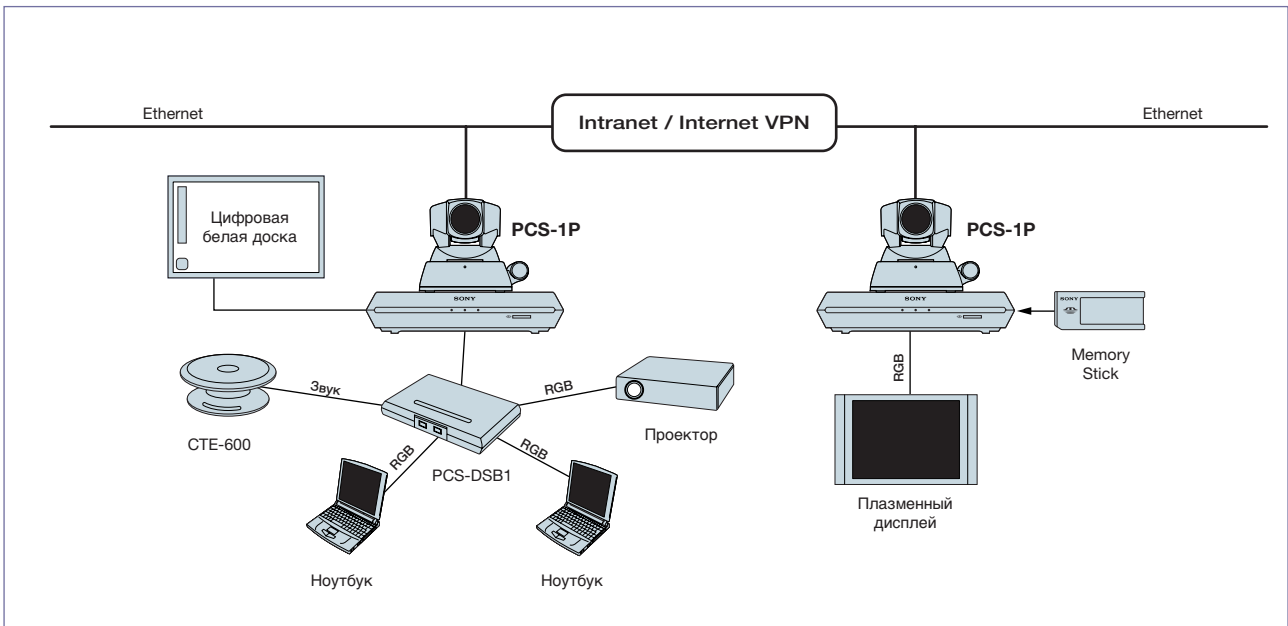 Ethernet
Intranet / Internet VPN
Ethernet
Цифровая
белая доска
PCS-1P
PCS-1P
SONY
SONY
SONY
Memory
Stick
Звук
RGB
RGB
CTE-600
RGB
PCS-DSB1
RGB
Проектор
Плазменный
дисплей
Ноутбук
Ноутбук